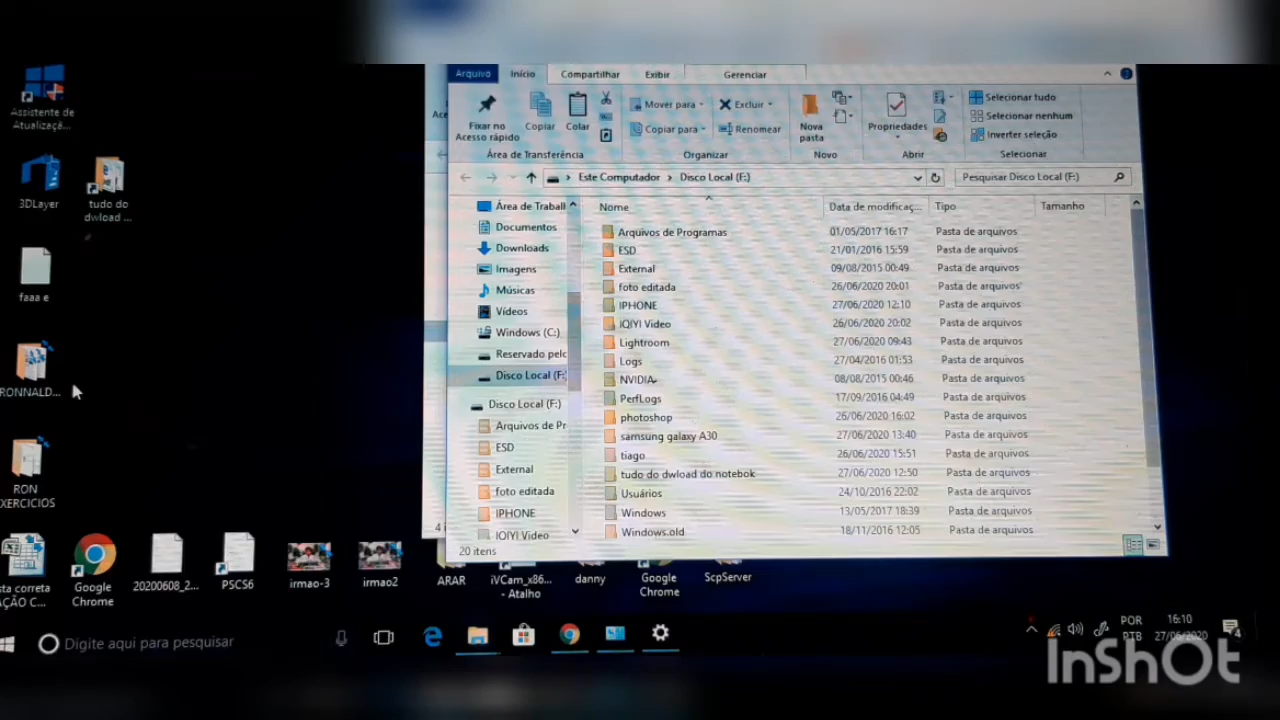 Assistente de
Atualizaçã...
3DLayer
tudo do
dwload ...
faaa e
RONNALD...
RON
EXERCICIOS
sta correta
AÇÃO C...
Google
Chrome
20200608_2...
PSCS6
irmao-3
irmao2
ARAR
iVCam_x86...
- Atalho
danny
Google
Chrome
ScpServer
Arquivo Início Compartilhar Exibir Gerenciar
Fixar no
Acesso rápido
Copiar
Colar
Área de Transferência
Mover para
Copiar para
Excluir
Renomear
Organizar
Nova
pasta
Novo
Propriedades
Abrir
Selecionar tudo
Selecionar nenhum
Inverter seleção
Selecionar
Este Computador > Disco Local (F:)
Pesquisar Disco Local (F:)
Área de Trabal
Documentos
Downloads
Imagens
Músicas
Vídeos
Windows (C:)
Reservado pelo
Disco Local (F:
Disco Local (F:)
Arquivos de Pr
ESD
External
foto editada
IPHONE
IQIYI Video
Nome Data de modificaç... Tipo Tamanho
Arquivos de Programas 01/05/2017 16:17 Pasta de arquivos
ESD 21/01/2016 15:59 Pasta de arquivos
External 09/08/2015 00:49 Pasta de arquivos
foto editada 26/06/2020 20:01 Pasta de arquivos
IPHONE 27/06/2020 12:10 Pasta de arquivos
IQIYI Video 26/06/2020 20:02 Pasta de arquivos
Lightroom 27/06/2020 09:43 Pasta de arquivos
Logs 27/04/2016 01:53 Pasta de arquivos
NVIDIA 08/08/2015 00:46 Pasta de arquivos
PerfLogs 17/09/2016 04:49 Pasta de arquivos
photoshop 26/06/2020 16:02 Pasta de arquivos
samsung galaxy A30 27/06/2020 13:40 Pasta de arquivos
tiago 26/06/2020 15:51 Pasta de arquivos
tudo do dwload do notebok 27/06/2020 12:50 Pasta de arquivos
Usuários 24/10/2016 22:02 Pasta de arquivos
Windows 13/05/2017 18:39 Pasta de arquivos
Windows.old 18/11/2016 12:05 Pasta de arquivos
20 itens
Digite aqui para pesquisar
POR
PTB
16:10
27/06/2020
InShOt